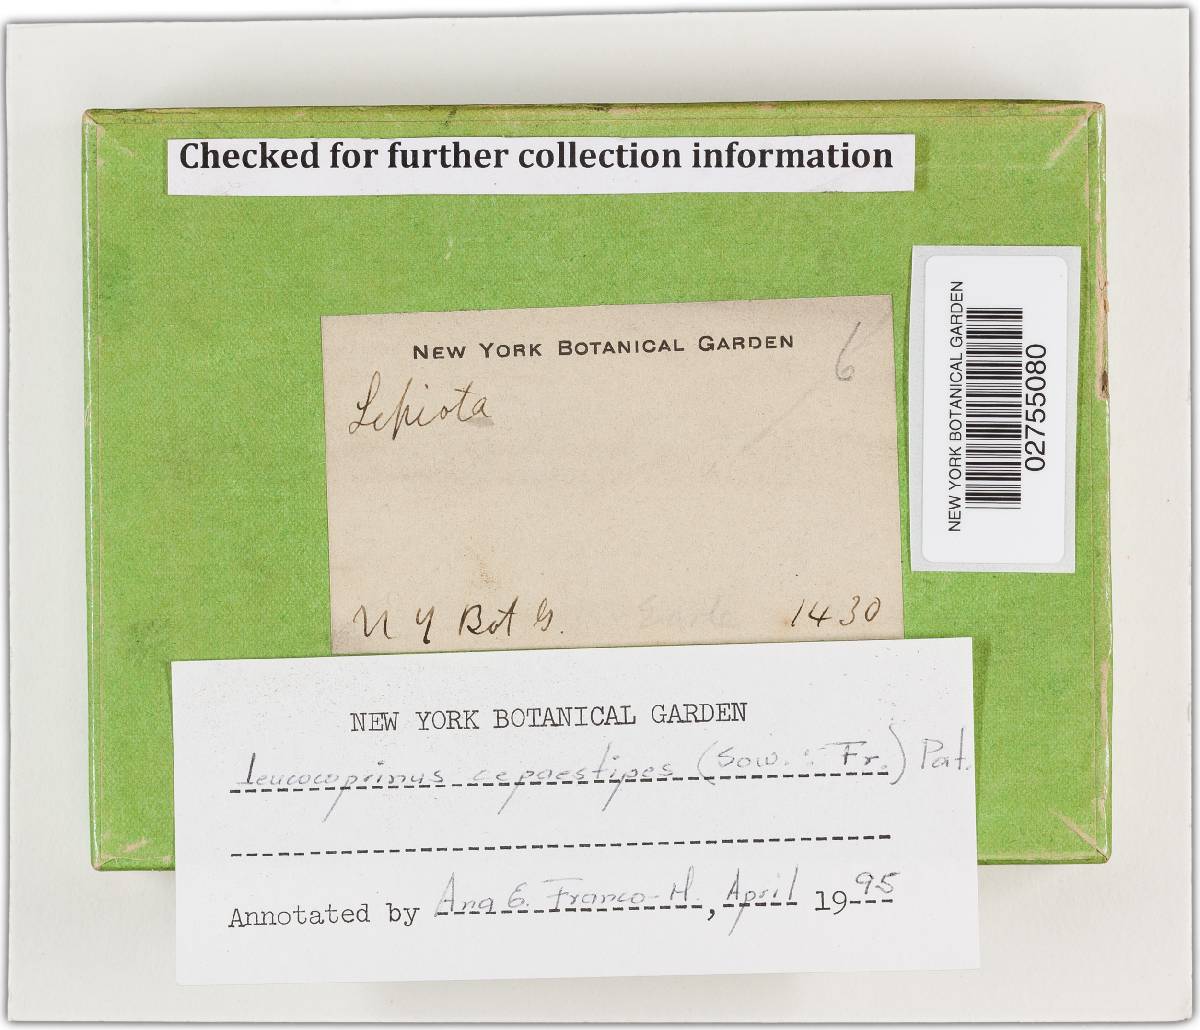 Checked for further collection information
NEW YORK BOTANICAL GARDEN
6
Lepiota
N Y Bot G. Earle 1430
NEW YORK BOTANICAL GARDEN
02755080
NEW YORK BOTANICAL GARDEN
Leucocoprinus cepaestipes (Sow. : Fr.) Pat.
Annotated by Ana E. Franco-M., April 1995